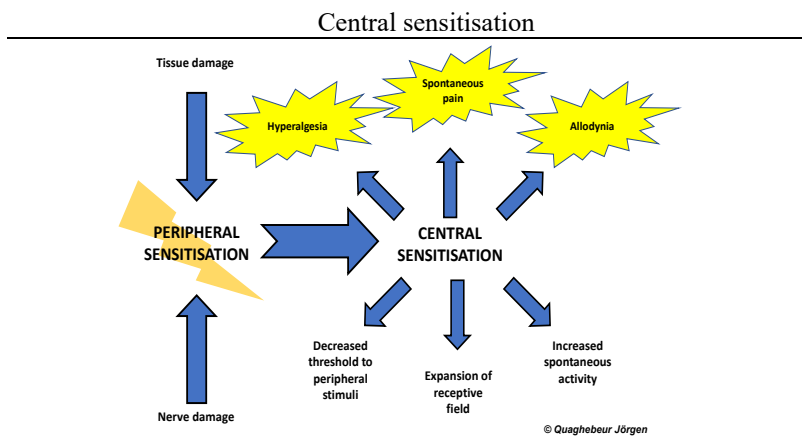 Central sensitisation
Tissue damage
Spontaneous
pain
Hyperalgesia
Allodynia
PERIPHERAL
SENSITISATION
CENTRAL
SENSITISATION
Decreased
threshold to
peripheral
stimuli
Expansion of
receptive
field
Increased
spontaneous
activity
Nerve damage
© Quaghebeur Jörgen